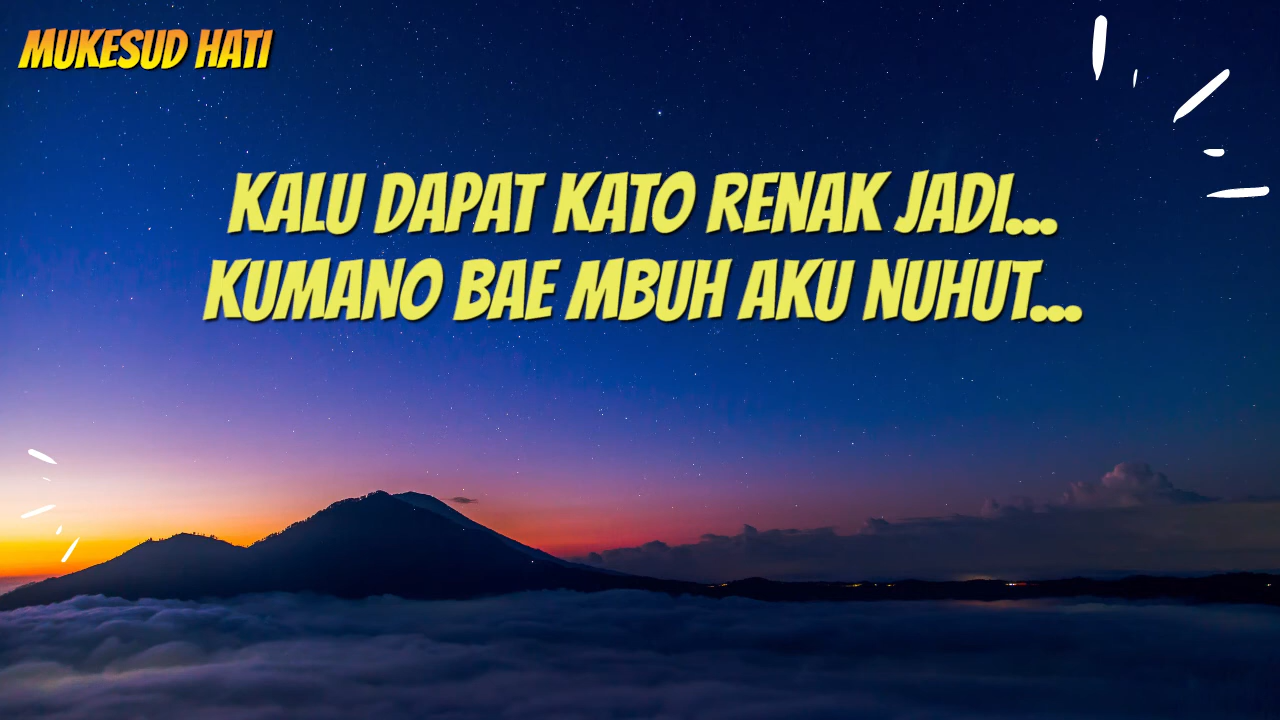 MUKESUD HATI
KALU DAPAT KATO RENAK JADI...
KUMANO BAE MBUH AKU NUHUT...